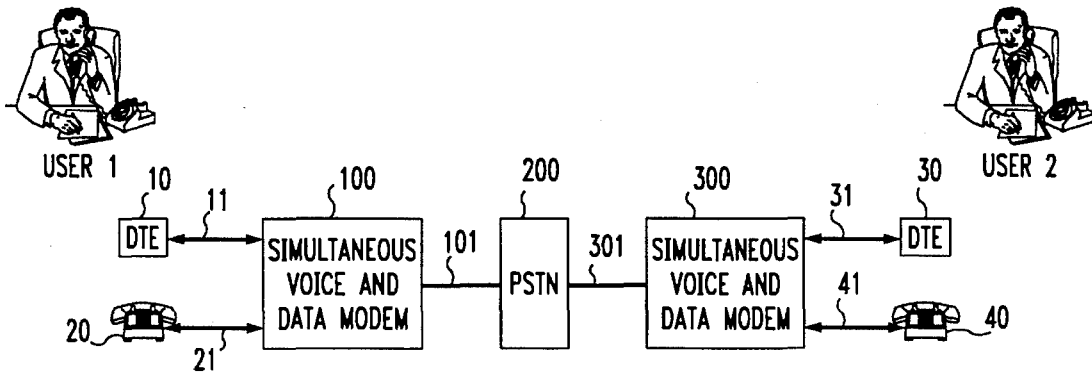 USER 1
USER 2
10
11
100
200
300
31
30
DTE
SIMULTANEOUS
VOICE AND
DATA MODEM
101
PSTN
301
SIMULTANEOUS
VOICE AND
DATA MODEM
DTE
20
21
41
40